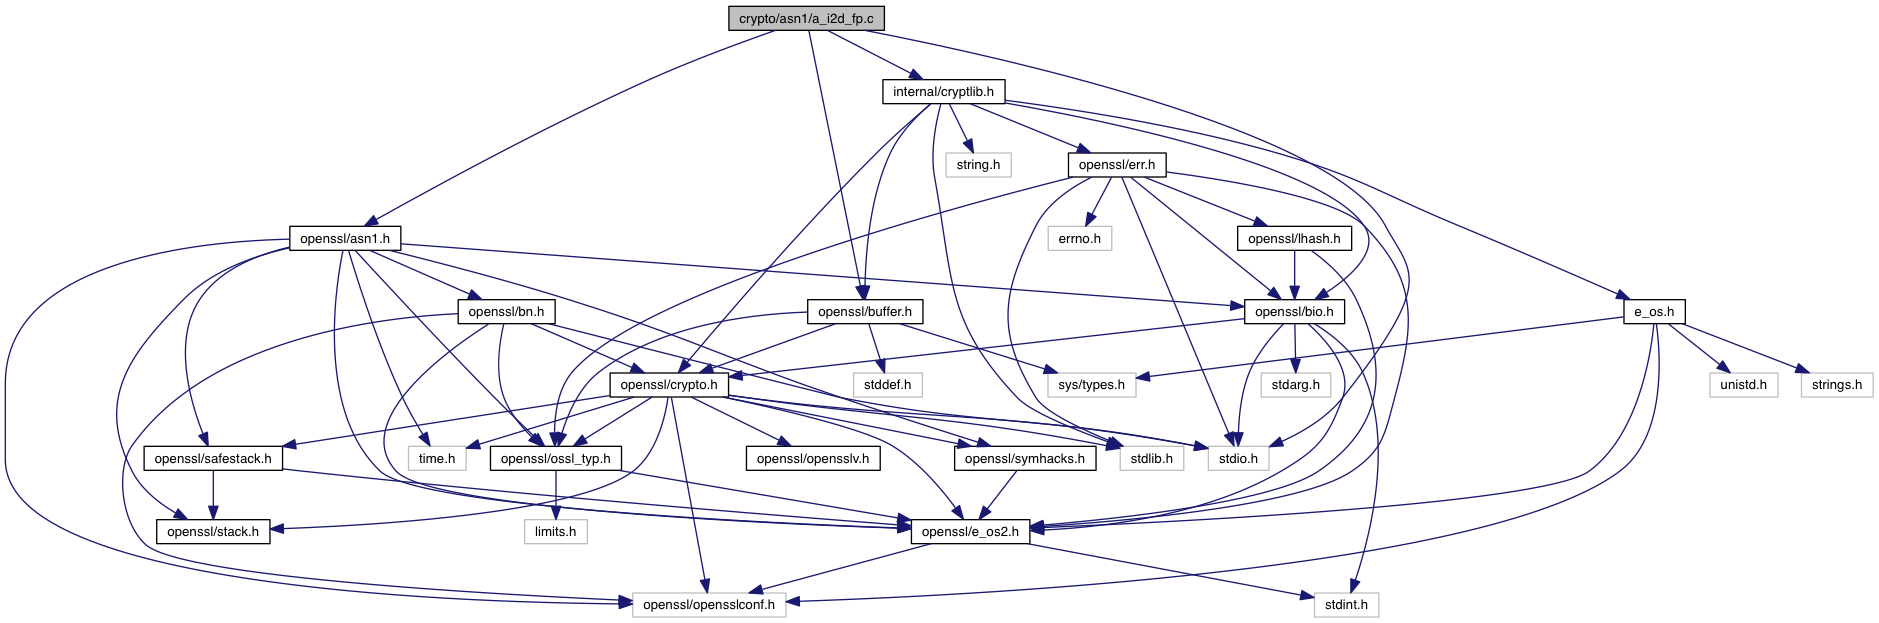 crypto/asn1/a_i2d_fp.c
internal/cryptlib.h
string.h
openssl/err.h
openssl/asn1.h
errno.h
openssl/lhash.h
openssl/bn.h
openssl/buffer.h
openssl/bio.h
e_os.h
openssl/crypto.h
stddef.h
sys/types.h
stdarg.h
unistd.h
strings.h
openssl/safestack.h
time.h
openssl/ossl_typ.h
openssl/opensslv.h
openssl/symhacks.h
stdlib.h
stdio.h
openssl/stack.h
limits.h
openssl/e_os2.h
openssl/opensslconf.h
stdint.h